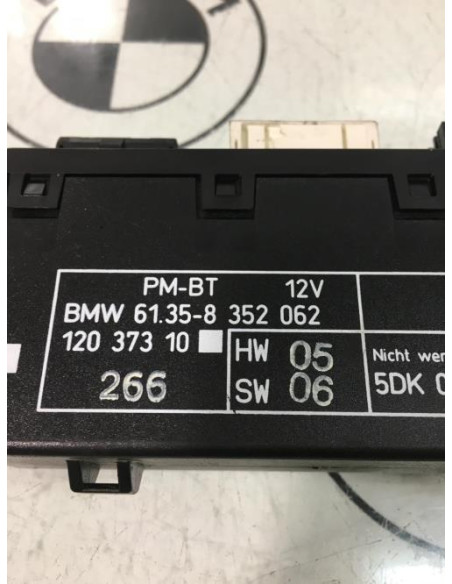 PM-BT 12V
BMW 61.35-8 352 062
120 373 10 HW 05
Nicht wer
266 SW 06 5DK 0